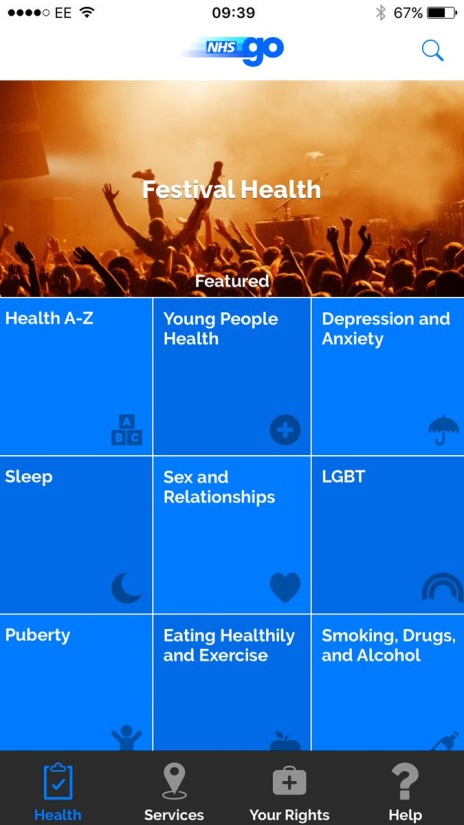 EE 09:39 67%
NHS go
Festival Health
Featured
Health A-Z
Young People
Health
Depression and
Anxiety
A
B C
Sleep
Sex and
Relationships
LGBT
Puberty
Eating Healthily
and Exercise
Smoking, Drugs,
and Alcohol
Health Services Your Rights Help